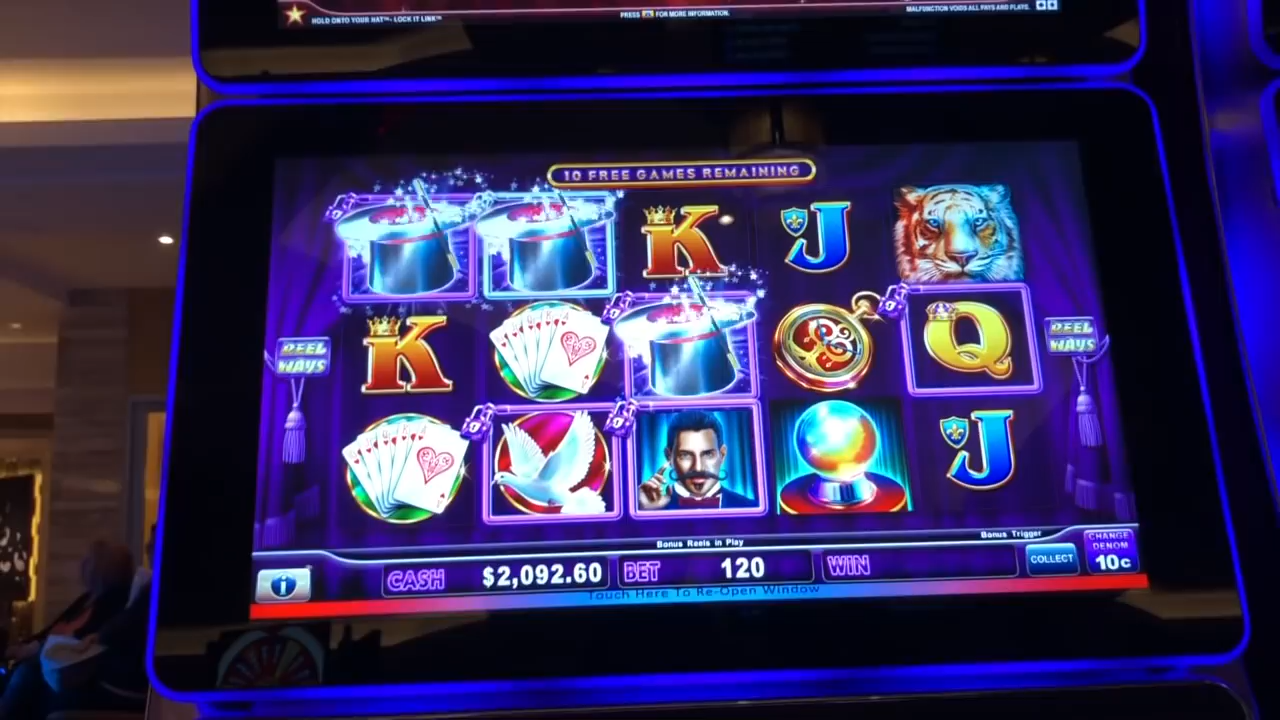 HOLD ONTO YOUR HAT™ - LOCK IT LINK™
PRESS FOR MORE INFORMATION.
MALFUNCTION VOIDS ALL PAYS AND PLAYS.
10 FREE GAMES REMAINING
K
J
REEL WAYS
K
Q
REEL WAYS
J
Bonus Reels in Play
Bonus Trigger
CASH $2,092.60
BET 120
WIN
COLLECT
CHANGE
DENOM
10¢
i
Touch Here To Re-Open Window